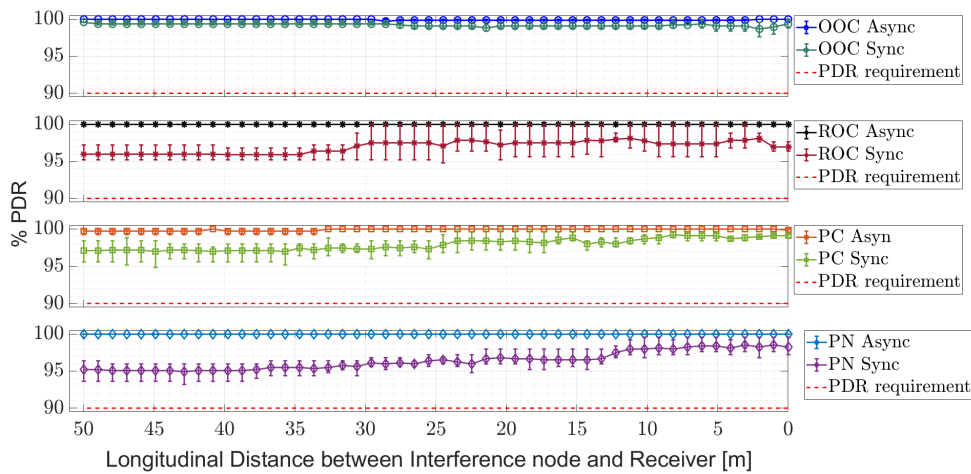 100
95
90
OOC Async
OOC Sync
PDR requirement
100
95
90
ROC Async
ROC Sync
PDR requirement
100
95
90
PC Asyn
PC Sync
PDR requirement
100
95
90
PN Async
PN Sync
PDR requirement
% PDR
50 45 40 35 30 25 20 15 10 5 0
Longitudinal Distance between Interference node and Receiver [m]